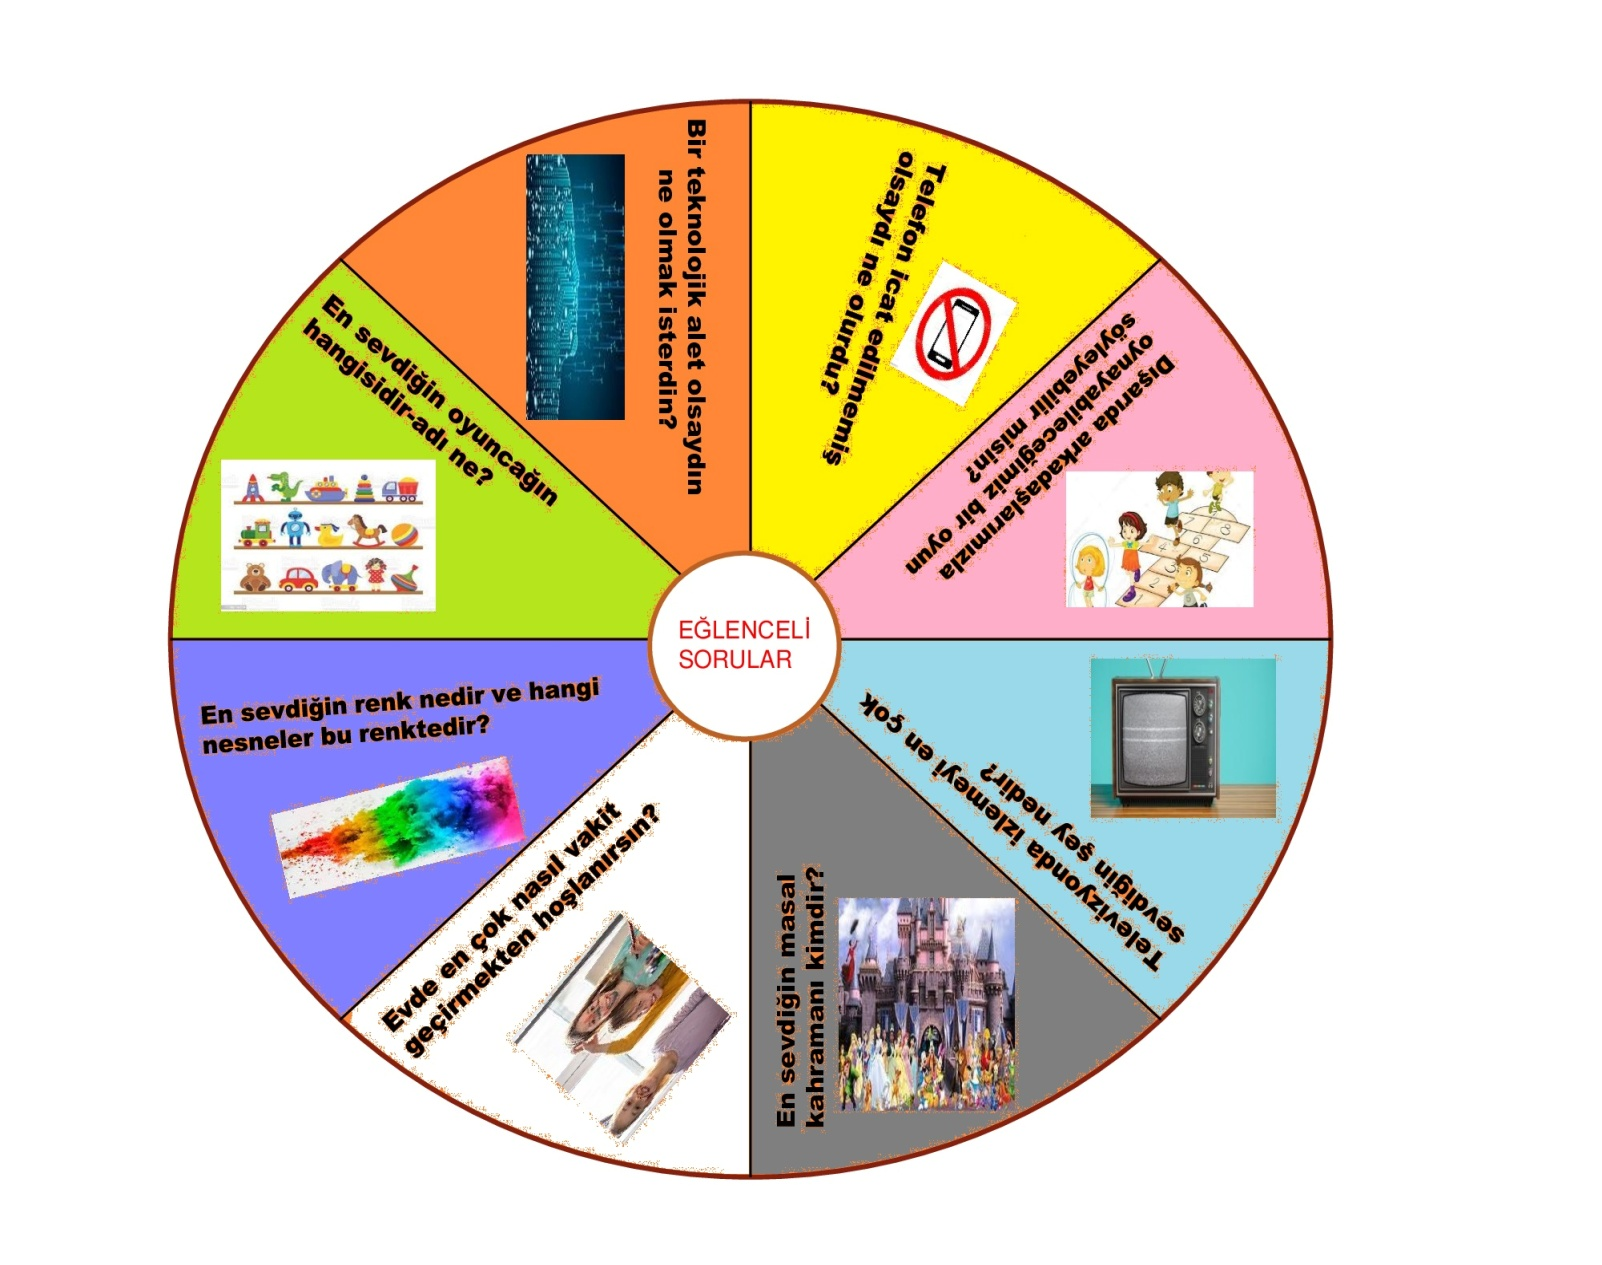 EĞLENCELİ
SORULAR
Telefon icat edilmemiş
olsaydı ne olurdu?
Dışarıda arkadaşlarımızla
oynayabileceğimiz bir oyun
söyleyebilir misin?
Televizyonda izlemeyi en çok
sevdiğin şey nedir?
En sevdiğin masal
kahramanı kimdir?
Evde en çok nasıl vakit
geçirmekten hoşlanırsın?
En sevdiğin renk nedir ve hangi
nesneler bu renktedir?
En sevdiğin oyuncağın
hangisidir-adı ne?
Bir teknolojik alet olsaydın
ne olmak isterdin?